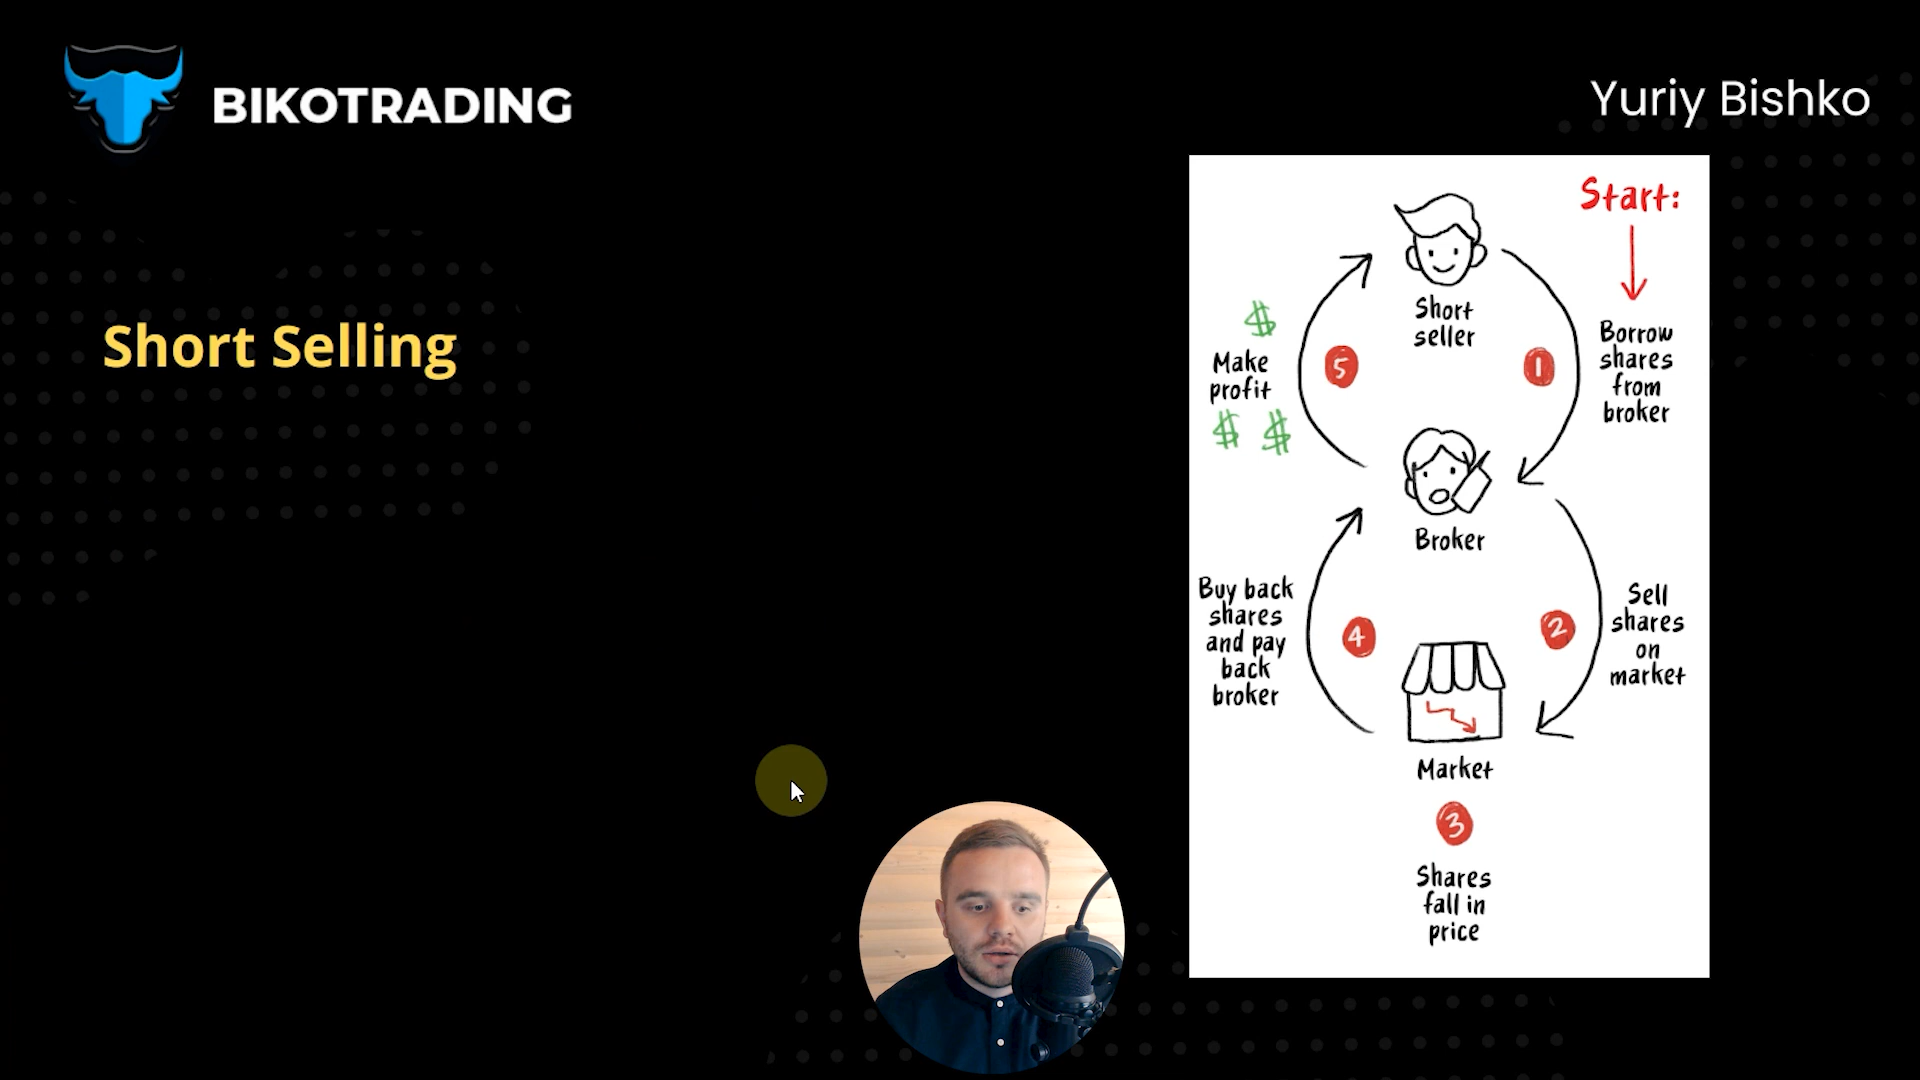 BIKOTRADING
Yuriy Bishko
Short Selling
Start:
Short
seller
Borrow
shares
from
broker
1
5
$
Make
profit
$ $
Broker
Buy back
shares
and pay
back
broker
4
2
Sell
shares
on
market
Market
3
Shares
fall in
price